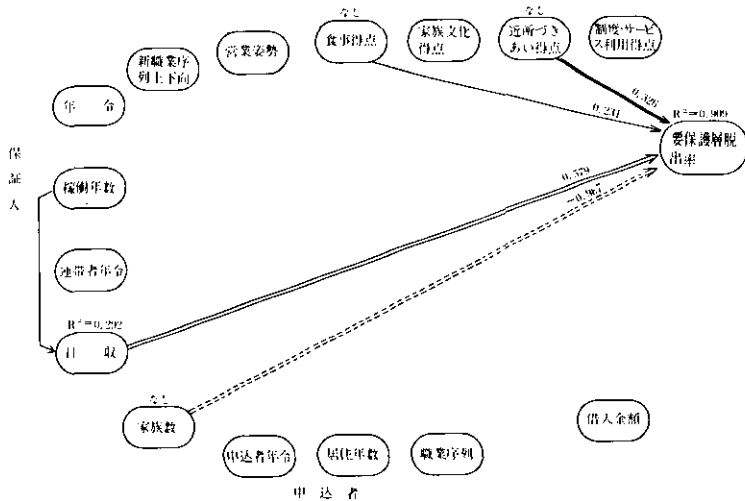 なし
なし
営業姿勢
食事得点
家族文化
得点
近所づき
あい得点
制度・サービ
ス利用得点
新職業序
列上下向
年 令
0.326
0.231
R²=0.909
要保護層脱
出率
保証人
稼働年数
0.379
-0.967
連帯者年令
R²=0.292
月 収
なし
家族数
借入金額
申込者年令
居住年数
職業序列
申 込 者